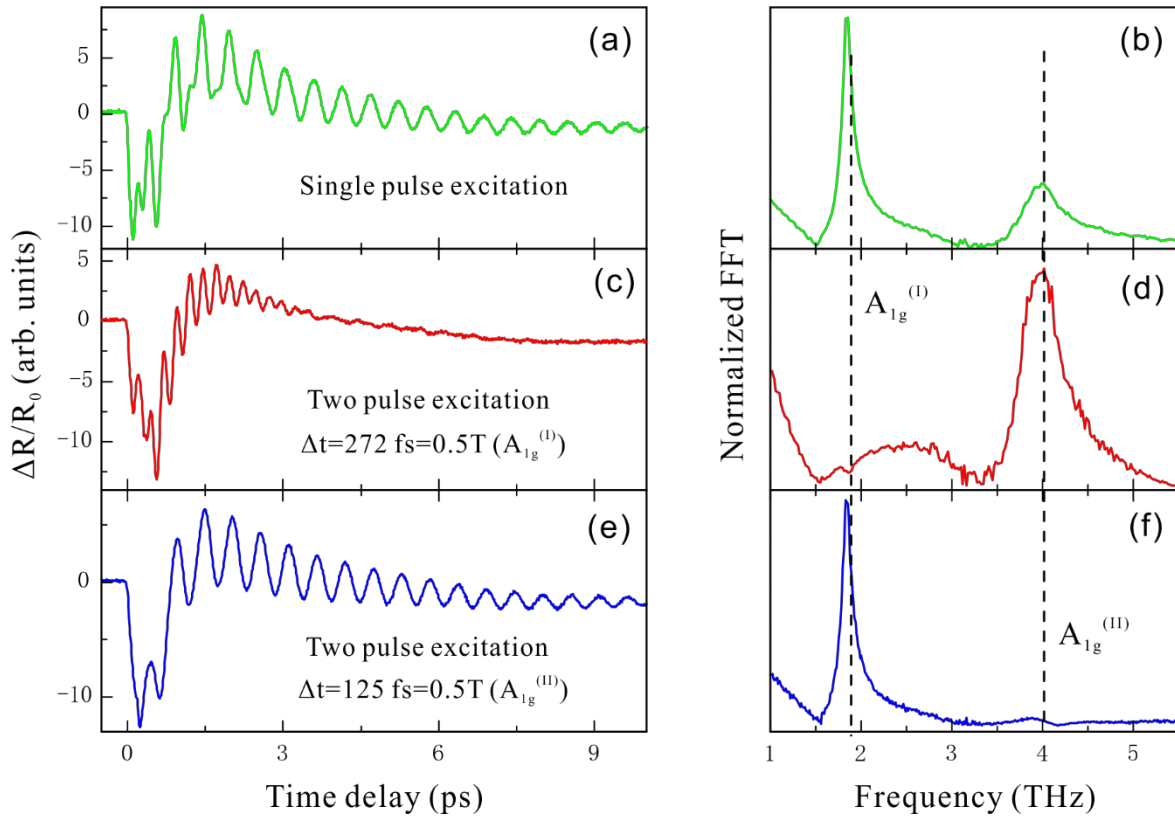 ΔR/R₀ (arb. units)
5
0
-5
-10
(a)
Single pulse excitation
5
0
-5
-10
(c)
Two pulse excitation
Δt=272 fs=0.5T (A₁g⁽ᴵ⁾)
0
-10
(e)
Two pulse excitation
Δt=125 fs=0.5T (A₁g⁽ᴵᴵ⁾)
0 3 6 9
Time delay (ps)
Normalized FFT
(b)
A₁g⁽ᴵ⁾
(d)
(f)
A₁g⁽ᴵᴵ⁾
1 2 3 4 5
Frequency (THz)